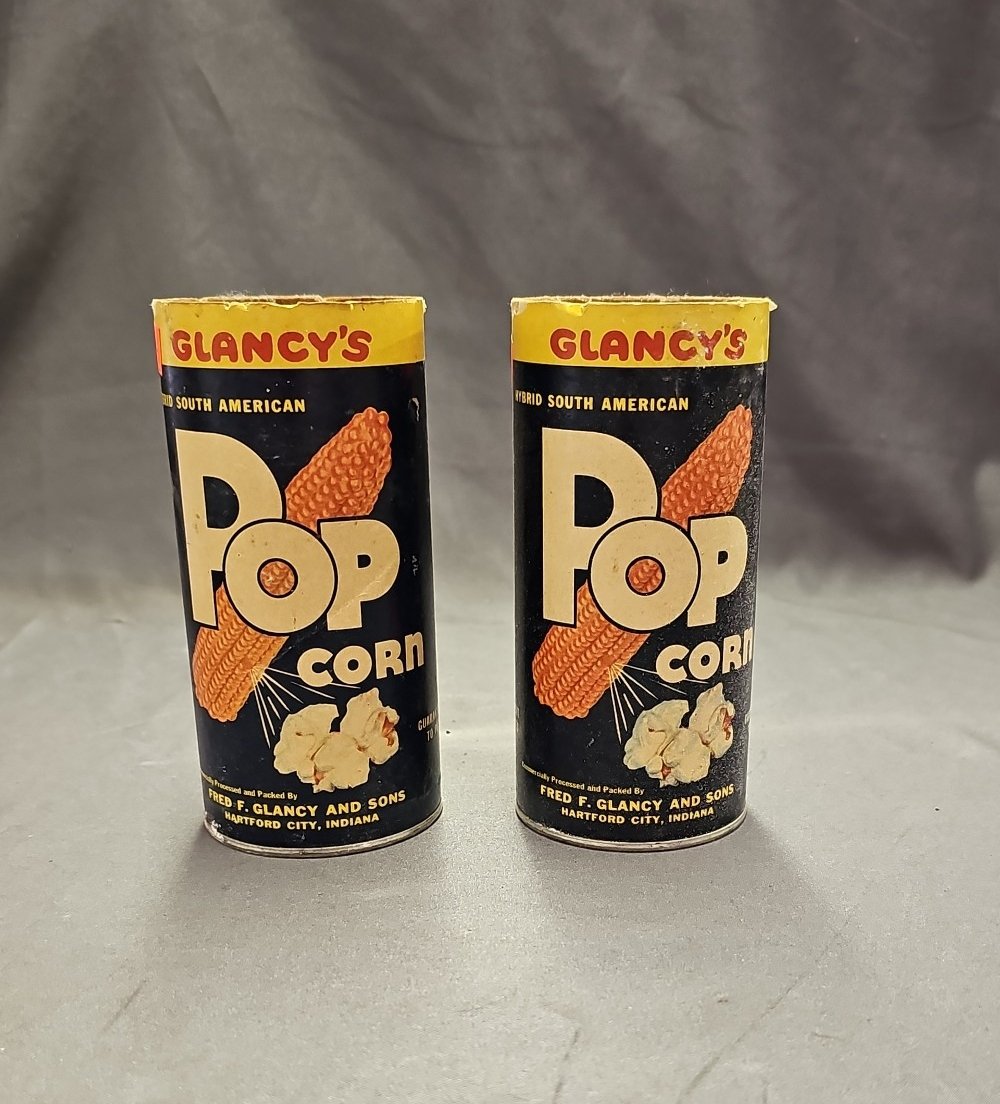 GLANCY'S
SOUTH AMERICAN
POP
CORN
Processed and Packed By
FRED F. GLANCY AND SONS
HARTFORD CITY, INDIANA
GLANCY'S
HYBRID SOUTH AMERICAN
POP
CORN
Commercially Processed and Packed By
FRED F. GLANCY AND SONS
HARTFORD CITY, INDIANA